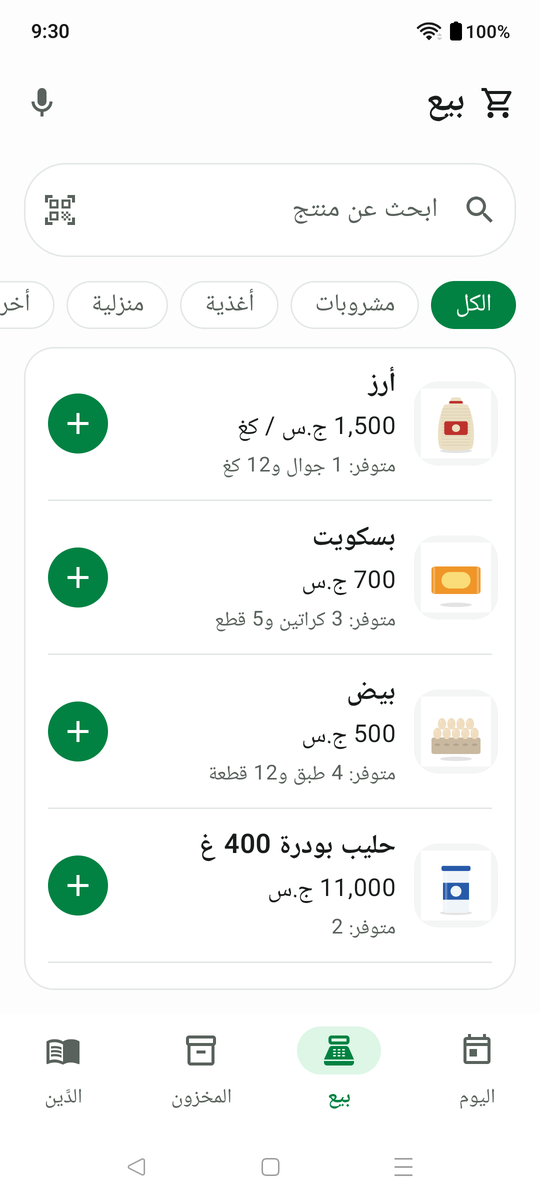 9:30
100%
بيع
ابحث عن منتج
الكل
مشروبات
أغذية
منزلية
أخر
أرز
1,500 ج.س / كغ
متوفر: 1 جوال و12 كغ
بسكويت
700 ج.س
متوفر: 3 كراتين و5 قطع
بيض
500 ج.س
متوفر: 4 طبق و12 قطعة
حليب بودرة 400 غ
11,000 ج.س
متوفر: 2
اليوم
بيع
المخزون
الدَّين